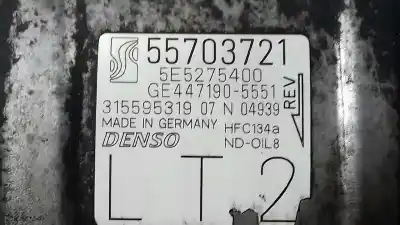 55703721
5E5275400
GE447190-5551
315595319 07 N 04939
MADE IN GERMANY HFC134a
DENSO ND-OIL8
REV
L T 2